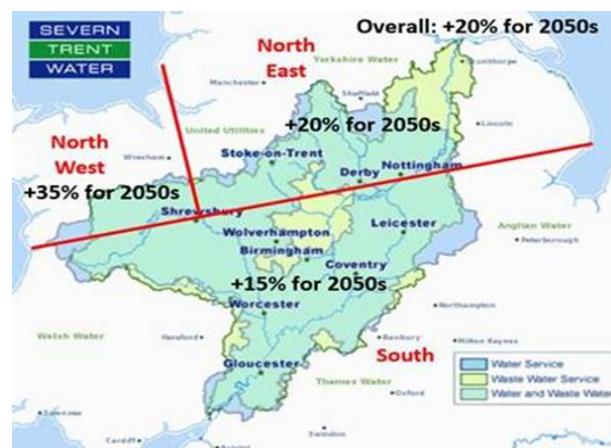 SEVERN
TRENT
WATER
Overall: +20% for 2050s
North
East
Yorkshire Water
Scunthorpe
Manchester
Sheffield
+20% for 2050s
Lincoln
North
West
United Utilities
Wrexham
Stoke-on-Trent
Derby
Nottingham
+35% for 2050s
Shrewsbury
Wolverhampton
Leicester
Anglian Water
Peterborough
Birmingham
Coventry
+15% for 2050s
Worcester
Northampton
Welsh Water
Hereford
Banbury
Milton Keynes
South
Gloucester
Thames Water
Oxford
Swansea
Cardiff
Bristol
Swindon
Water Service
Waste Water Service
Water and Waste Water